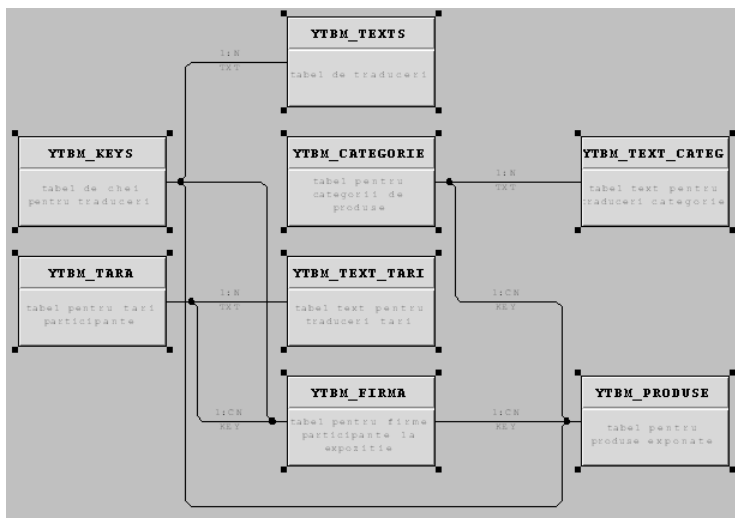 YTBM_TEXTS
1:N
TXT
tabel de traduceri
YTBM_KEYS
tabel de chei
pentru traduceri
YTBM_CATEGORIE
tabel pentru
categorii de
produse
1:N
TXT
YTBM_TEXT_CATEG
tabel text pentru
traduceri categorie
YTBM_TARA
tabel pentru tari
participante
1:N
TXT
YTBM_TEXT_TARI
tabel text pentru
traduceri tari
1:CN
KEY
1:CN
KEY
YTBM_FIRMA
tabel pentru firme
participante la
expozitie
1:CN
KEY
YTBM_PRODUSE
tabel pentru
produse exponate